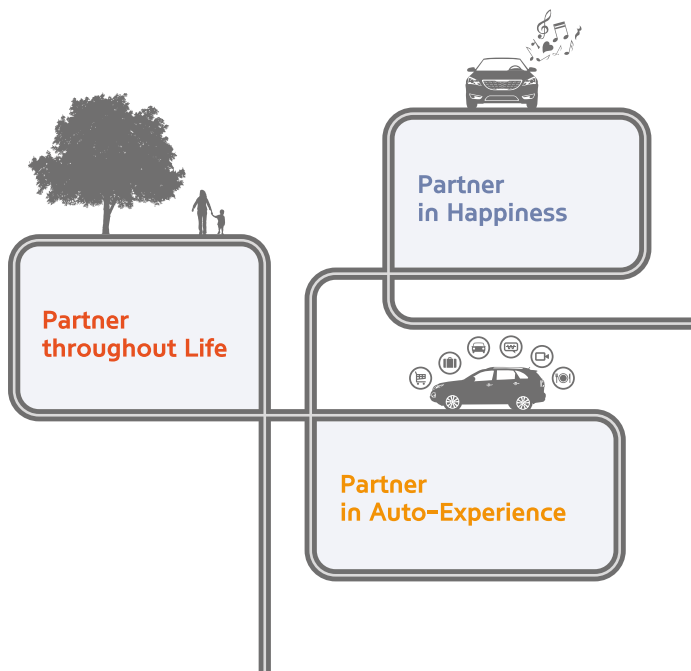 Partner
in Happiness
Partner
throughout Life
Partner
in Auto-Experience